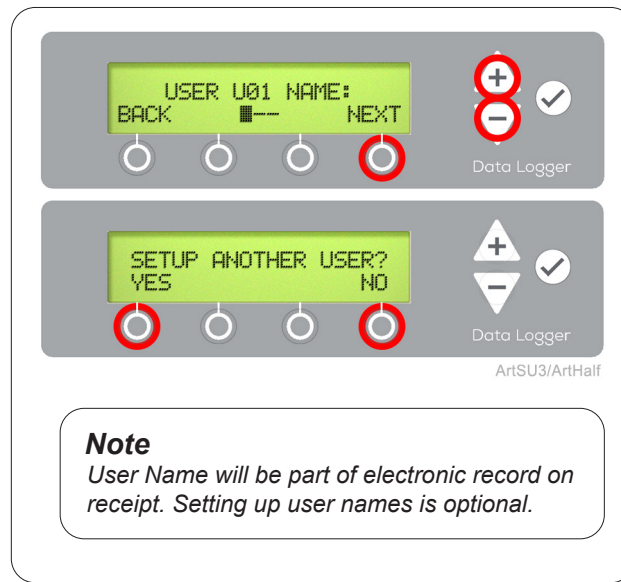 USER U01 NAME:
BACK █-- NEXT
+
−
Data Logger
SETUP ANOTHER USER?
YES NO
+
−
Data Logger
ArtSU3/ArtHalf
Note
User Name will be part of electronic record on
receipt. Setting up user names is optional.